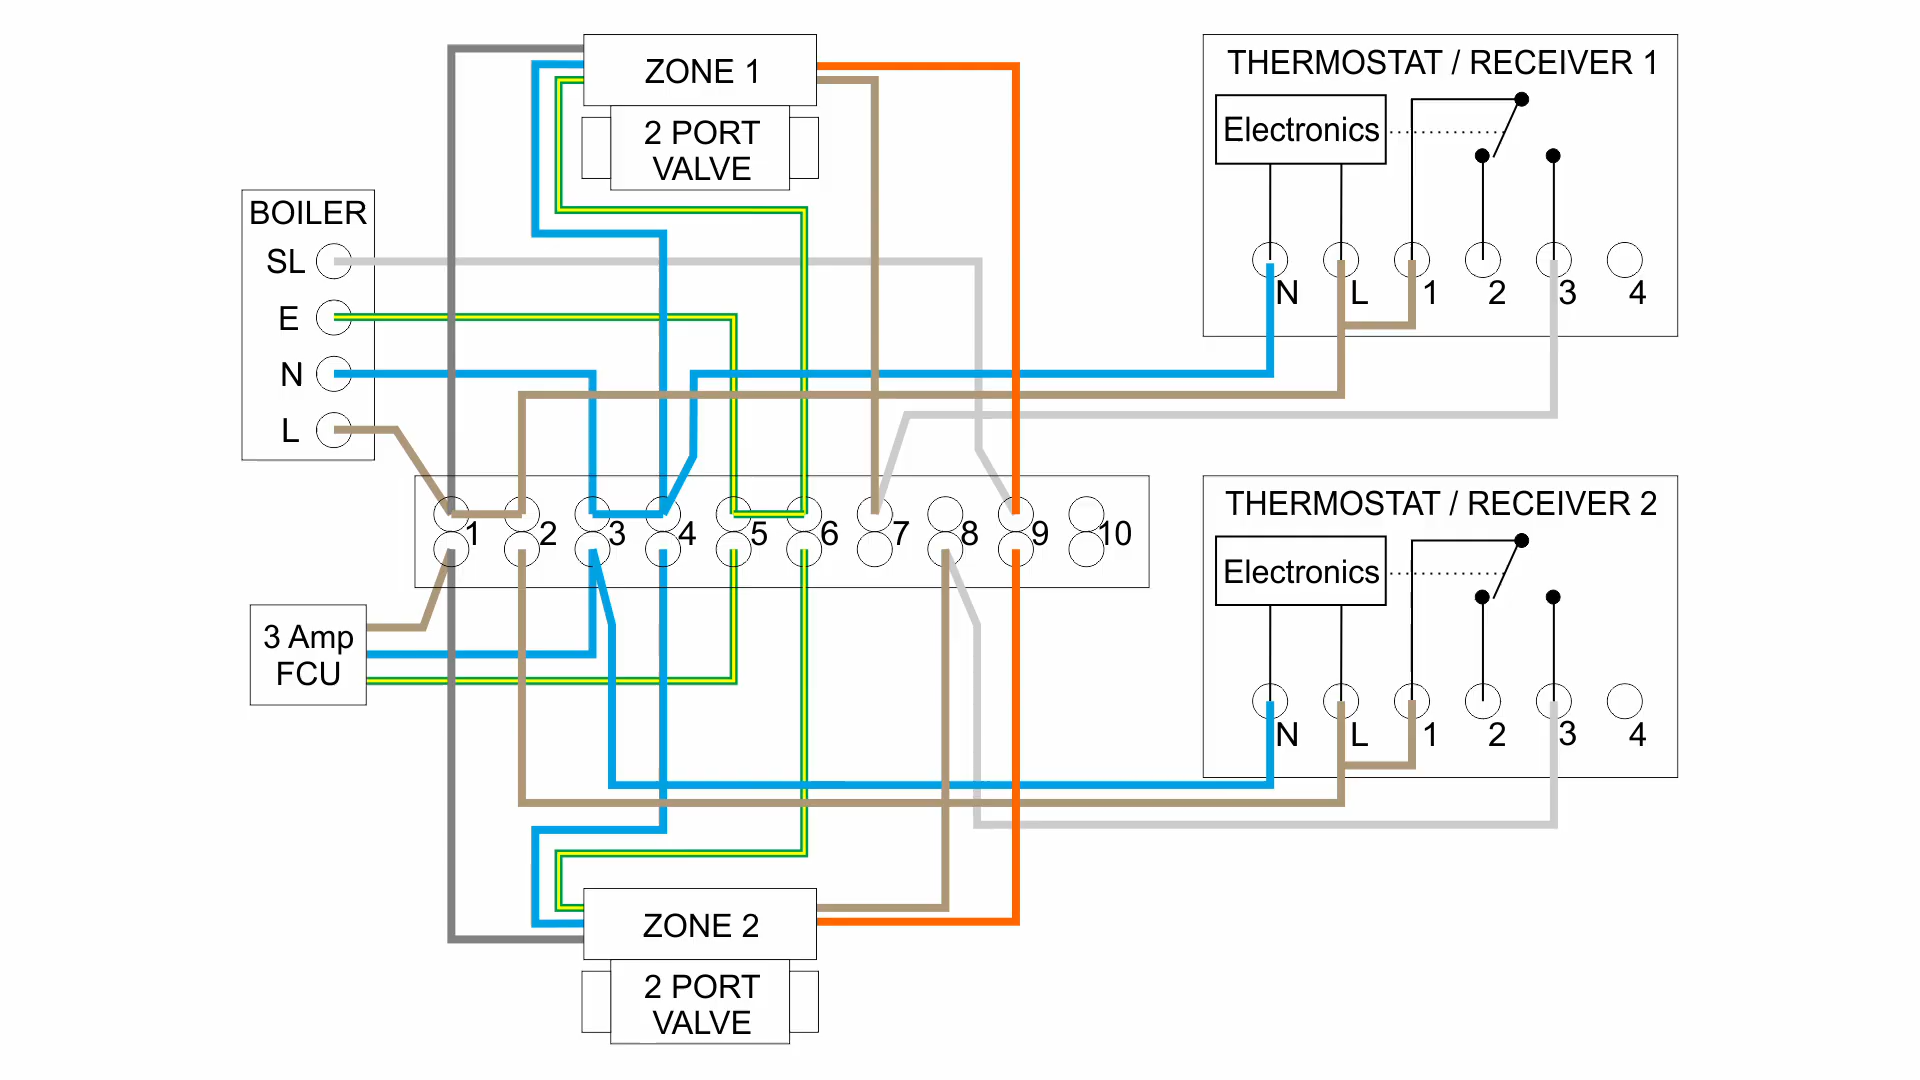 ZONE 1
2 PORT
VALVE
THERMOSTAT / RECEIVER 1
Electronics
N L 1 2 3 4
BOILER
SL
E
N
L
1 2 3 4 5 6 7 8 9 10
3 Amp
FCU
THERMOSTAT / RECEIVER 2
Electronics
N L 1 2 3 4
ZONE 2
2 PORT
VALVE